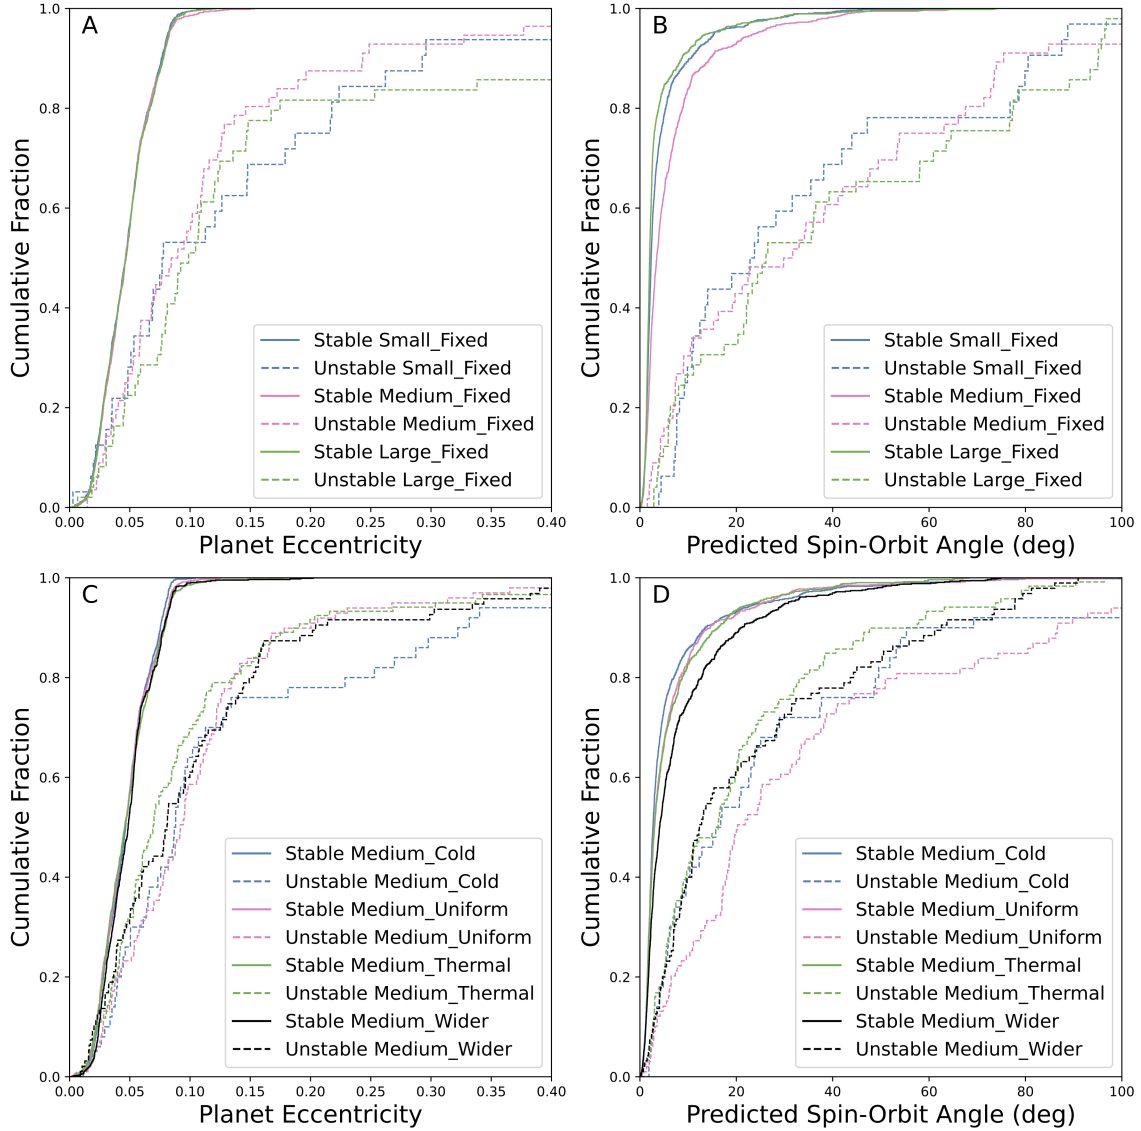 A
Cumulative Fraction
1.0
0.8
0.6
0.4
0.2
0.0
Stable Small_Fixed
Unstable Small_Fixed
Stable Medium_Fixed
Unstable Medium_Fixed
Stable Large_Fixed
Unstable Large_Fixed
0.00 0.05 0.10 0.15 0.20 0.25 0.30 0.35 0.40
Planet Eccentricity
B
Cumulative Fraction
1.0
0.8
0.6
0.4
0.2
0.0
Stable Small_Fixed
Unstable Small_Fixed
Stable Medium_Fixed
Unstable Medium_Fixed
Stable Large_Fixed
Unstable Large_Fixed
0 20 40 60 80 100
Predicted Spin-Orbit Angle (deg)
C
Cumulative Fraction
1.0
0.8
0.6
0.4
0.2
0.0
Stable Medium_Cold
Unstable Medium_Cold
Stable Medium_Uniform
Unstable Medium_Uniform
Stable Medium_Thermal
Unstable Medium_Thermal
Stable Medium_Wider
Unstable Medium_Wider
0.00 0.05 0.10 0.15 0.20 0.25 0.30 0.35 0.40
Planet Eccentricity
D
Cumulative Fraction
1.0
0.8
0.6
0.4
0.2
0.0
Stable Medium_Cold
Unstable Medium_Cold
Stable Medium_Uniform
Unstable Medium_Uniform
Stable Medium_Thermal
Unstable Medium_Thermal
Stable Medium_Wider
Unstable Medium_Wider
0 20 40 60 80 100
Predicted Spin-Orbit Angle (deg)